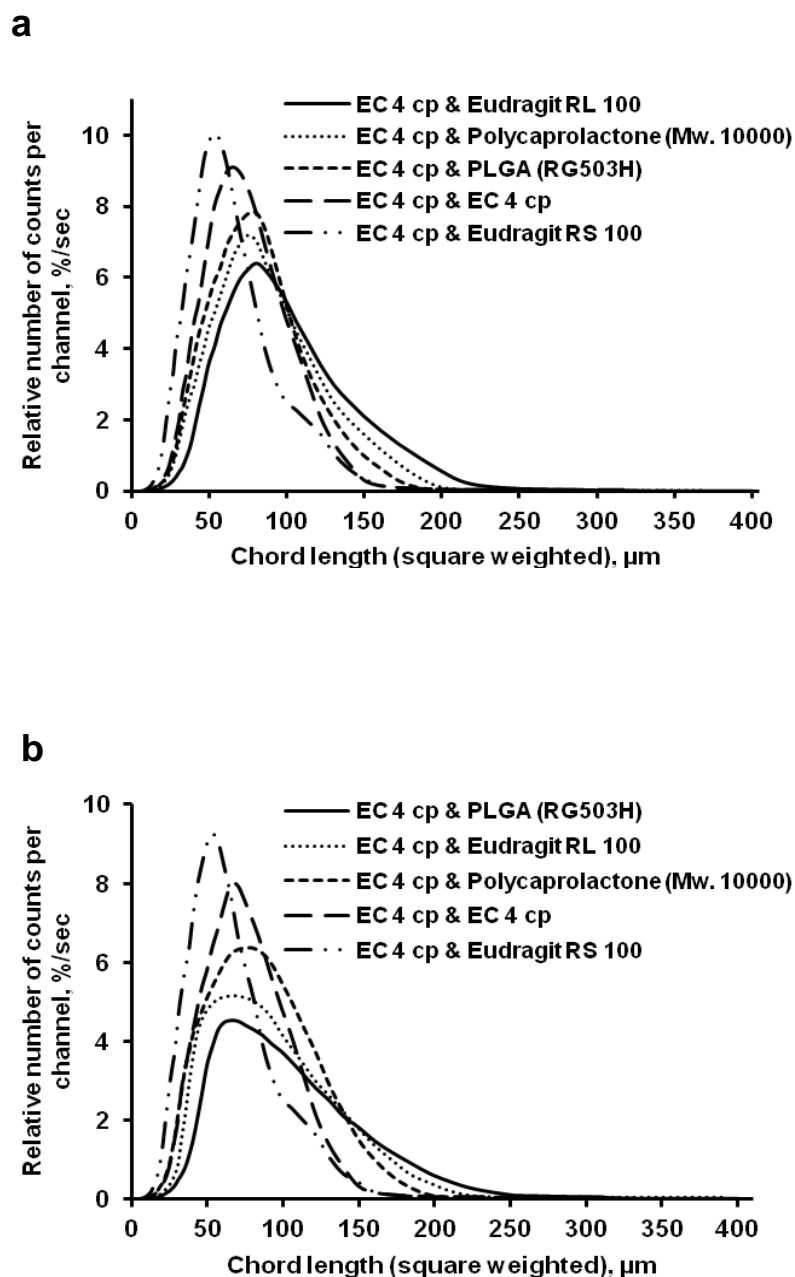 a
EC 4 cp & Eudragit RL 100
EC 4 cp & Polycaprolactone (Mw. 10000)
EC 4 cp & PLGA (RG503H)
EC 4 cp & EC 4 cp
EC 4 cp & Eudragit RS 100
Relative number of counts per
channel, %/sec
10
8
6
4
2
0
0 50 100 150 200 250 300 350 400
Chord length (square weighted), µm
b
EC 4 cp & PLGA (RG503H)
EC 4 cp & Eudragit RL 100
EC 4 cp & Polycaprolactone (Mw. 10000)
EC 4 cp & EC 4 cp
EC 4 cp & Eudragit RS 100
Relative number of counts per
channel, %/sec
10
8
6
4
2
0
0 50 100 150 200 250 300 350 400
Chord length (square weighted), µm